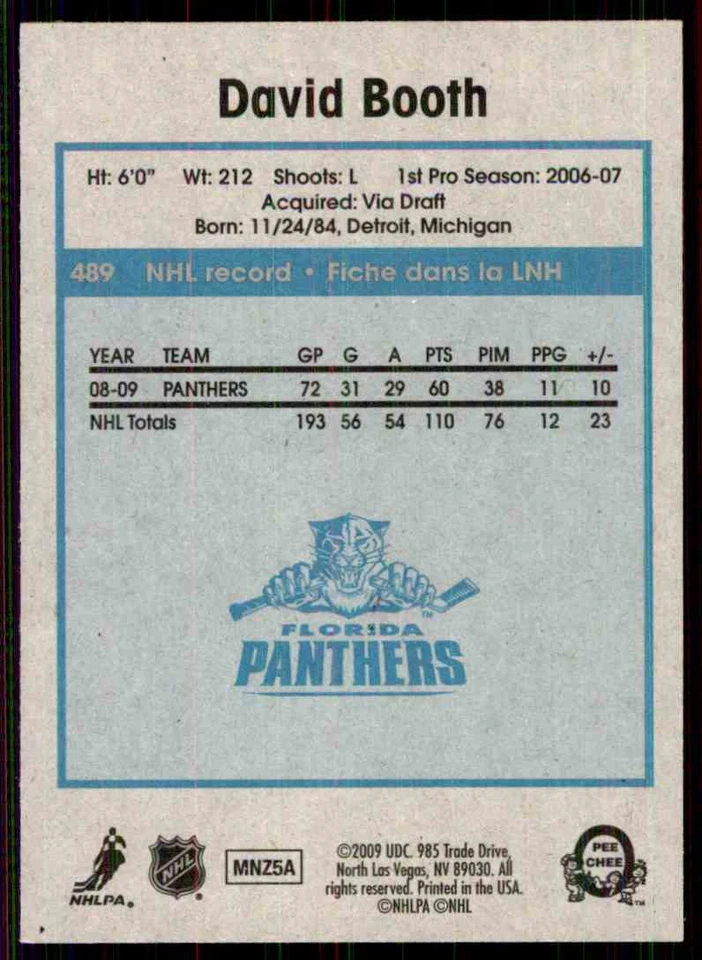 David Booth
Ht: 6'0" Wt: 212 Shoots: L 1st Pro Season: 2006-07
Acquired: Via Draft
Born: 11/24/84, Detroit, Michigan
489 NHL record • Fiche dans la LNH
YEAR TEAM GP G A PTS PIM PPG +/-
08-09 PANTHERS 72 31 29 60 38 11 10
NHL Totals 193 56 54 110 76 12 23
FLORIDA
PANTHERS
TM
NHLPA.
NHL
MNZ5A
©2009 UDC. 985 Trade Drive,
North Las Vegas, NV 89030. All
rights reserved. Printed in the USA.
©NHLPA ©NHL
O
PEE
CHEE
TM